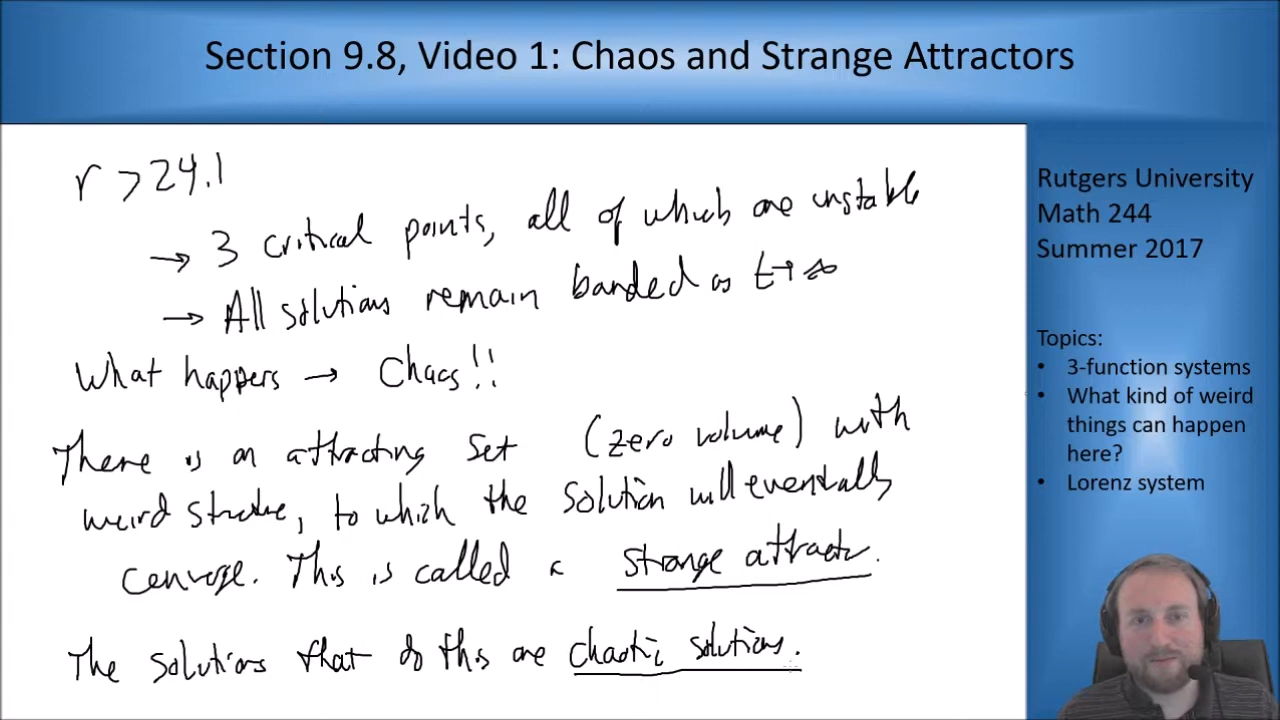 Section 9.8, Video 1: Chaos and Strange Attractors
r > 24.1
→ 3 critical points, all of which are unstable
→ All solutions remain bounded as t→∞
What happens → Chaos!!
There is an attracting set (zero volume) with
weird structure, to which the solution will eventually
converge. This is called a strange attractor.
The solutions that do this are chaotic solutions.
Rutgers University
Math 244
Summer 2017
Topics:
• 3-function systems
• What kind of weird
things can happen
here?
• Lorenz system